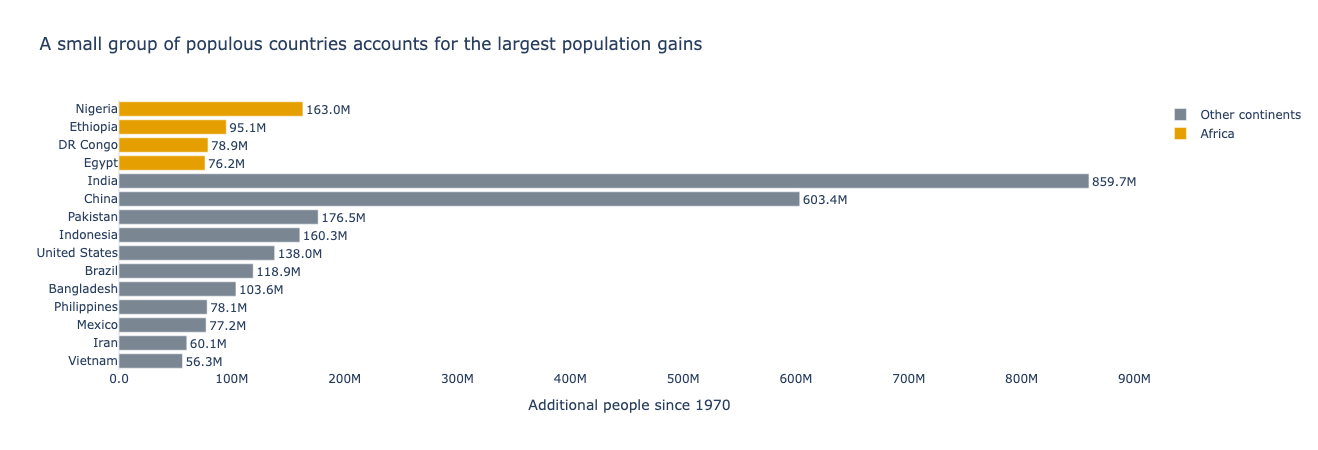 A small group of populous countries accounts for the largest population gains
Nigeria 163.0M
Ethiopia 95.1M
DR Congo 78.9M
Egypt 76.2M
India 859.7M
China 603.4M
Pakistan 176.5M
Indonesia 160.3M
United States 138.0M
Brazil 118.9M
Bangladesh 103.6M
Philippines 78.1M
Mexico 77.2M
Iran 60.1M
Vietnam 56.3M
0.0 100M 200M 300M 400M 500M 600M 700M 800M 900M
Additional people since 1970
Other continents
Africa